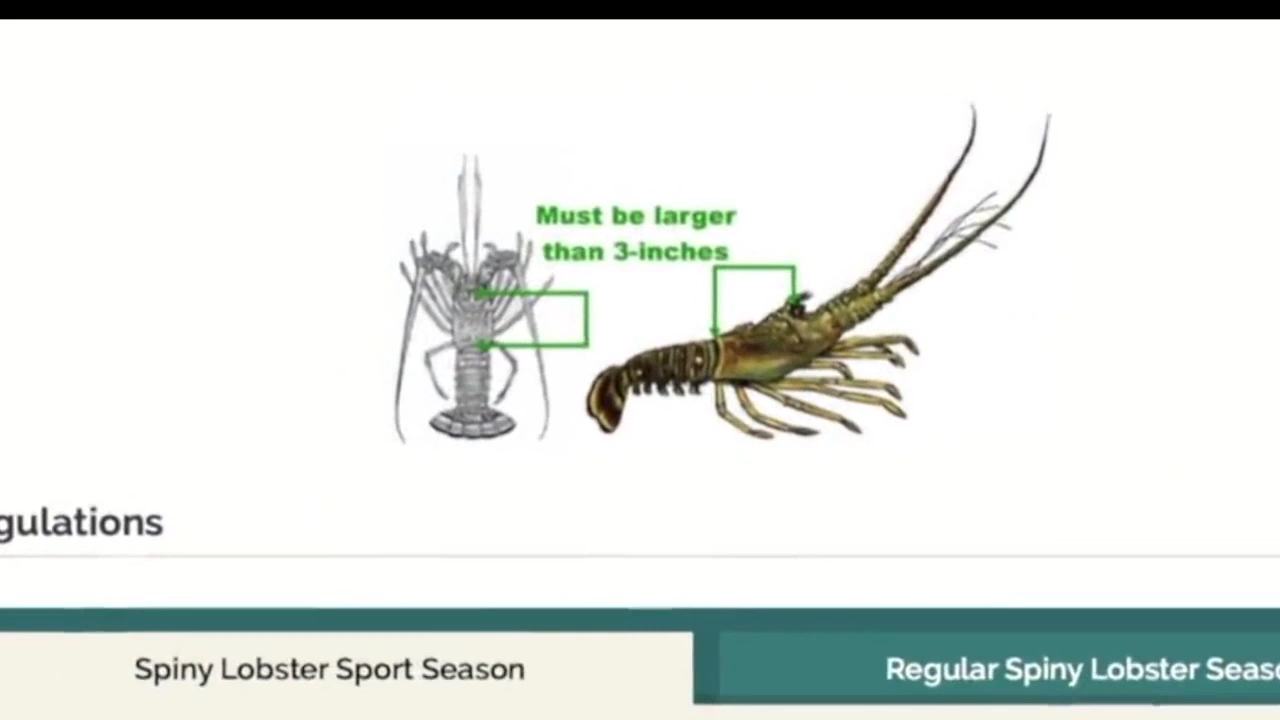 Must be larger
than 3-inches
gulations
Spiny Lobster Sport Season
Regular Spiny Lobster Seas